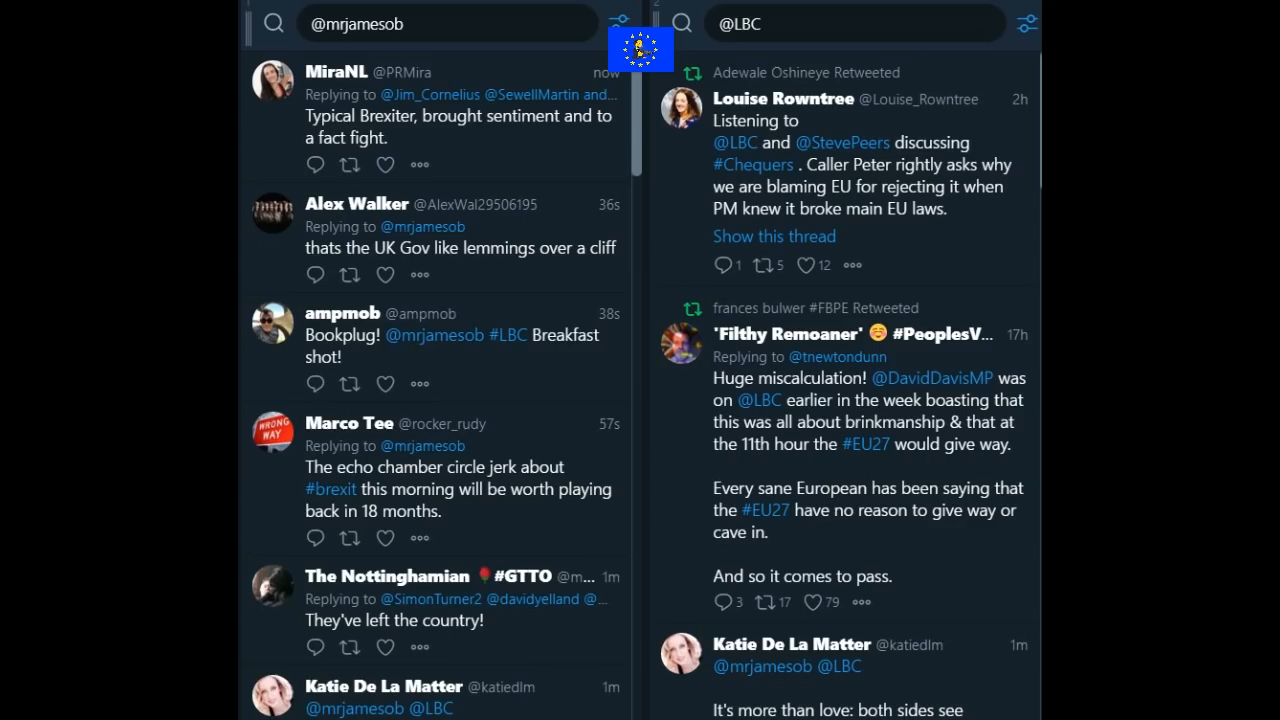 1
@mrjamesob
MiraNL @PRMira now
Replying to @Jim_Cornelius @SewellMartin and...
Typical Brexiter, brought sentiment and to
a fact fight.
Alex Walker @AlexWal29506195 36s
Replying to @mrjamesob
thats the UK Gov like lemmings over a cliff
ampmob @ampmob 38s
Bookplug! @mrjamesob #LBC Breakfast
shot!
WRONG
WAY
Marco Tee @rocker_rudy 57s
Replying to @mrjamesob
The echo chamber circle jerk about
#brexit this morning will be worth playing
back in 18 months.
The Nottinghamian 🌹#GTTO @m... 1m
Replying to @SimonTurner2 @davidyelland @...
They've left the country!
Katie De La Matter @katiedlm 1m
@mrjamesob @LBC
2
@LBC
Adewale Oshineye Retweeted
Louise Rowntree @Louise_Rowntree 2h
Listening to
@LBC and @StevePeers discussing
#Chequers . Caller Peter rightly asks why
we are blaming EU for rejecting it when
PM knew it broke main EU laws.
Show this thread
1 5 12
frances bulwer #FBPE Retweeted
'Filthy Remoaner' ☺️ #PeoplesV... 17h
Replying to @tnewtondunn
Huge miscalculation! @DavidDavisMP was
on @LBC earlier in the week boasting that
this was all about brinkmanship & that at
the 11th hour the #EU27 would give way.
Every sane European has been saying that
the #EU27 have no reason to give way or
cave in.
And so it comes to pass.
3 17 79
Katie De La Matter @katiedlm 1m
@mrjamesob @LBC
It's more than love: both sides see